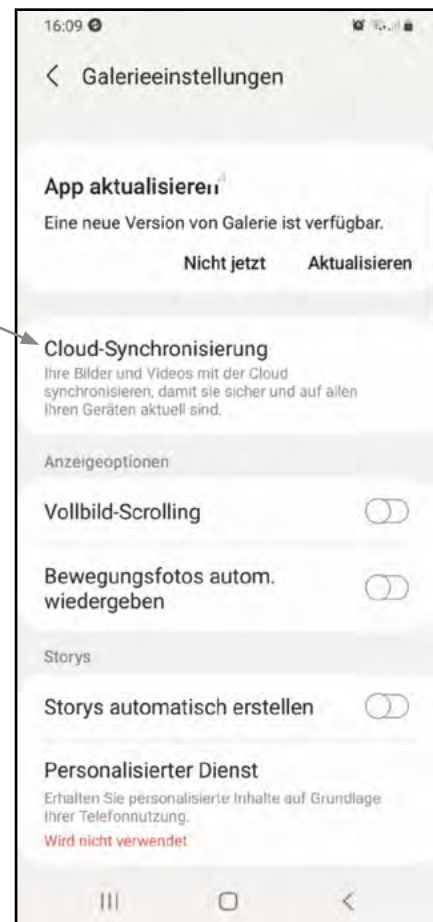 16:09
Galerieeinstellungen
App aktualisieren
Eine neue Version von Galerie ist verfügbar.
Nicht jetzt Aktualisieren
Cloud-Synchronisierung
Ihre Bilder und Videos mit der Cloud
synchronisieren, damit sie sicher und auf allen
Ihren Geräten aktuell sind.
Anzeigeoptionen
Vollbild-Scrolling
Bewegungsfotos autom.
wiedergeben
Storys
Storys automatisch erstellen
Personalisierter Dienst
Erhalten Sie personalisierte Inhalte auf Grundlage
Ihrer Telefonnutzung.
Wird nicht verwendet